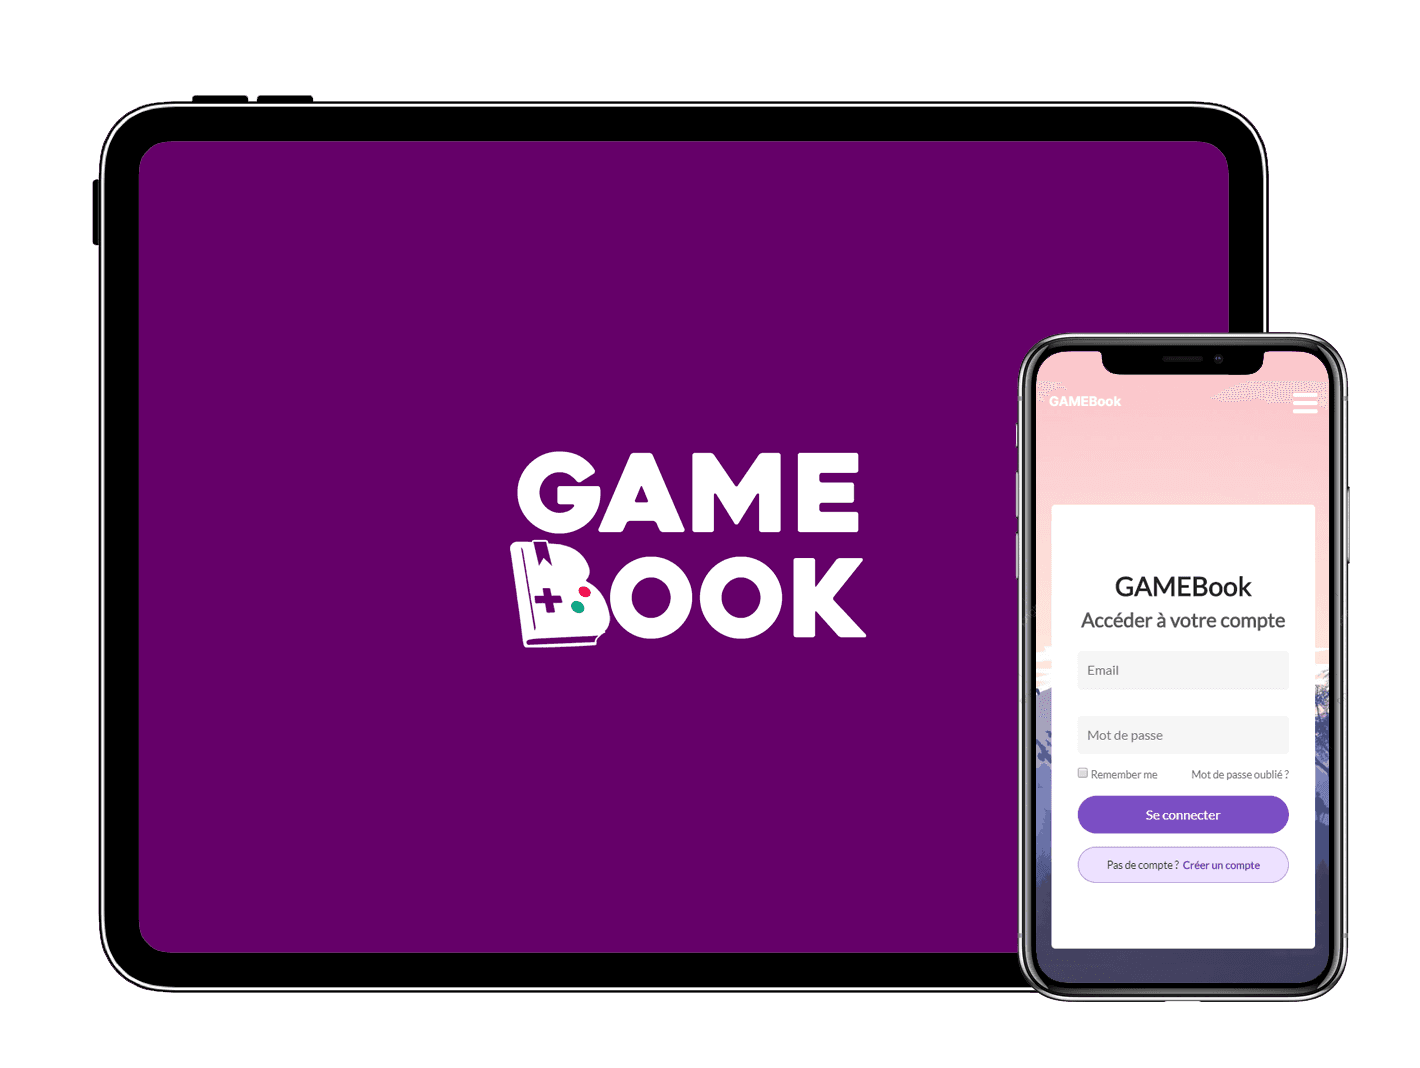 GAME
BOOK
GAMEBook
GAMEBook
Accéder à votre compte
Email
Mot de passe
Remember me
Mot de passe oublié ?
Se connecter
Pas de compte ? Créer un compte